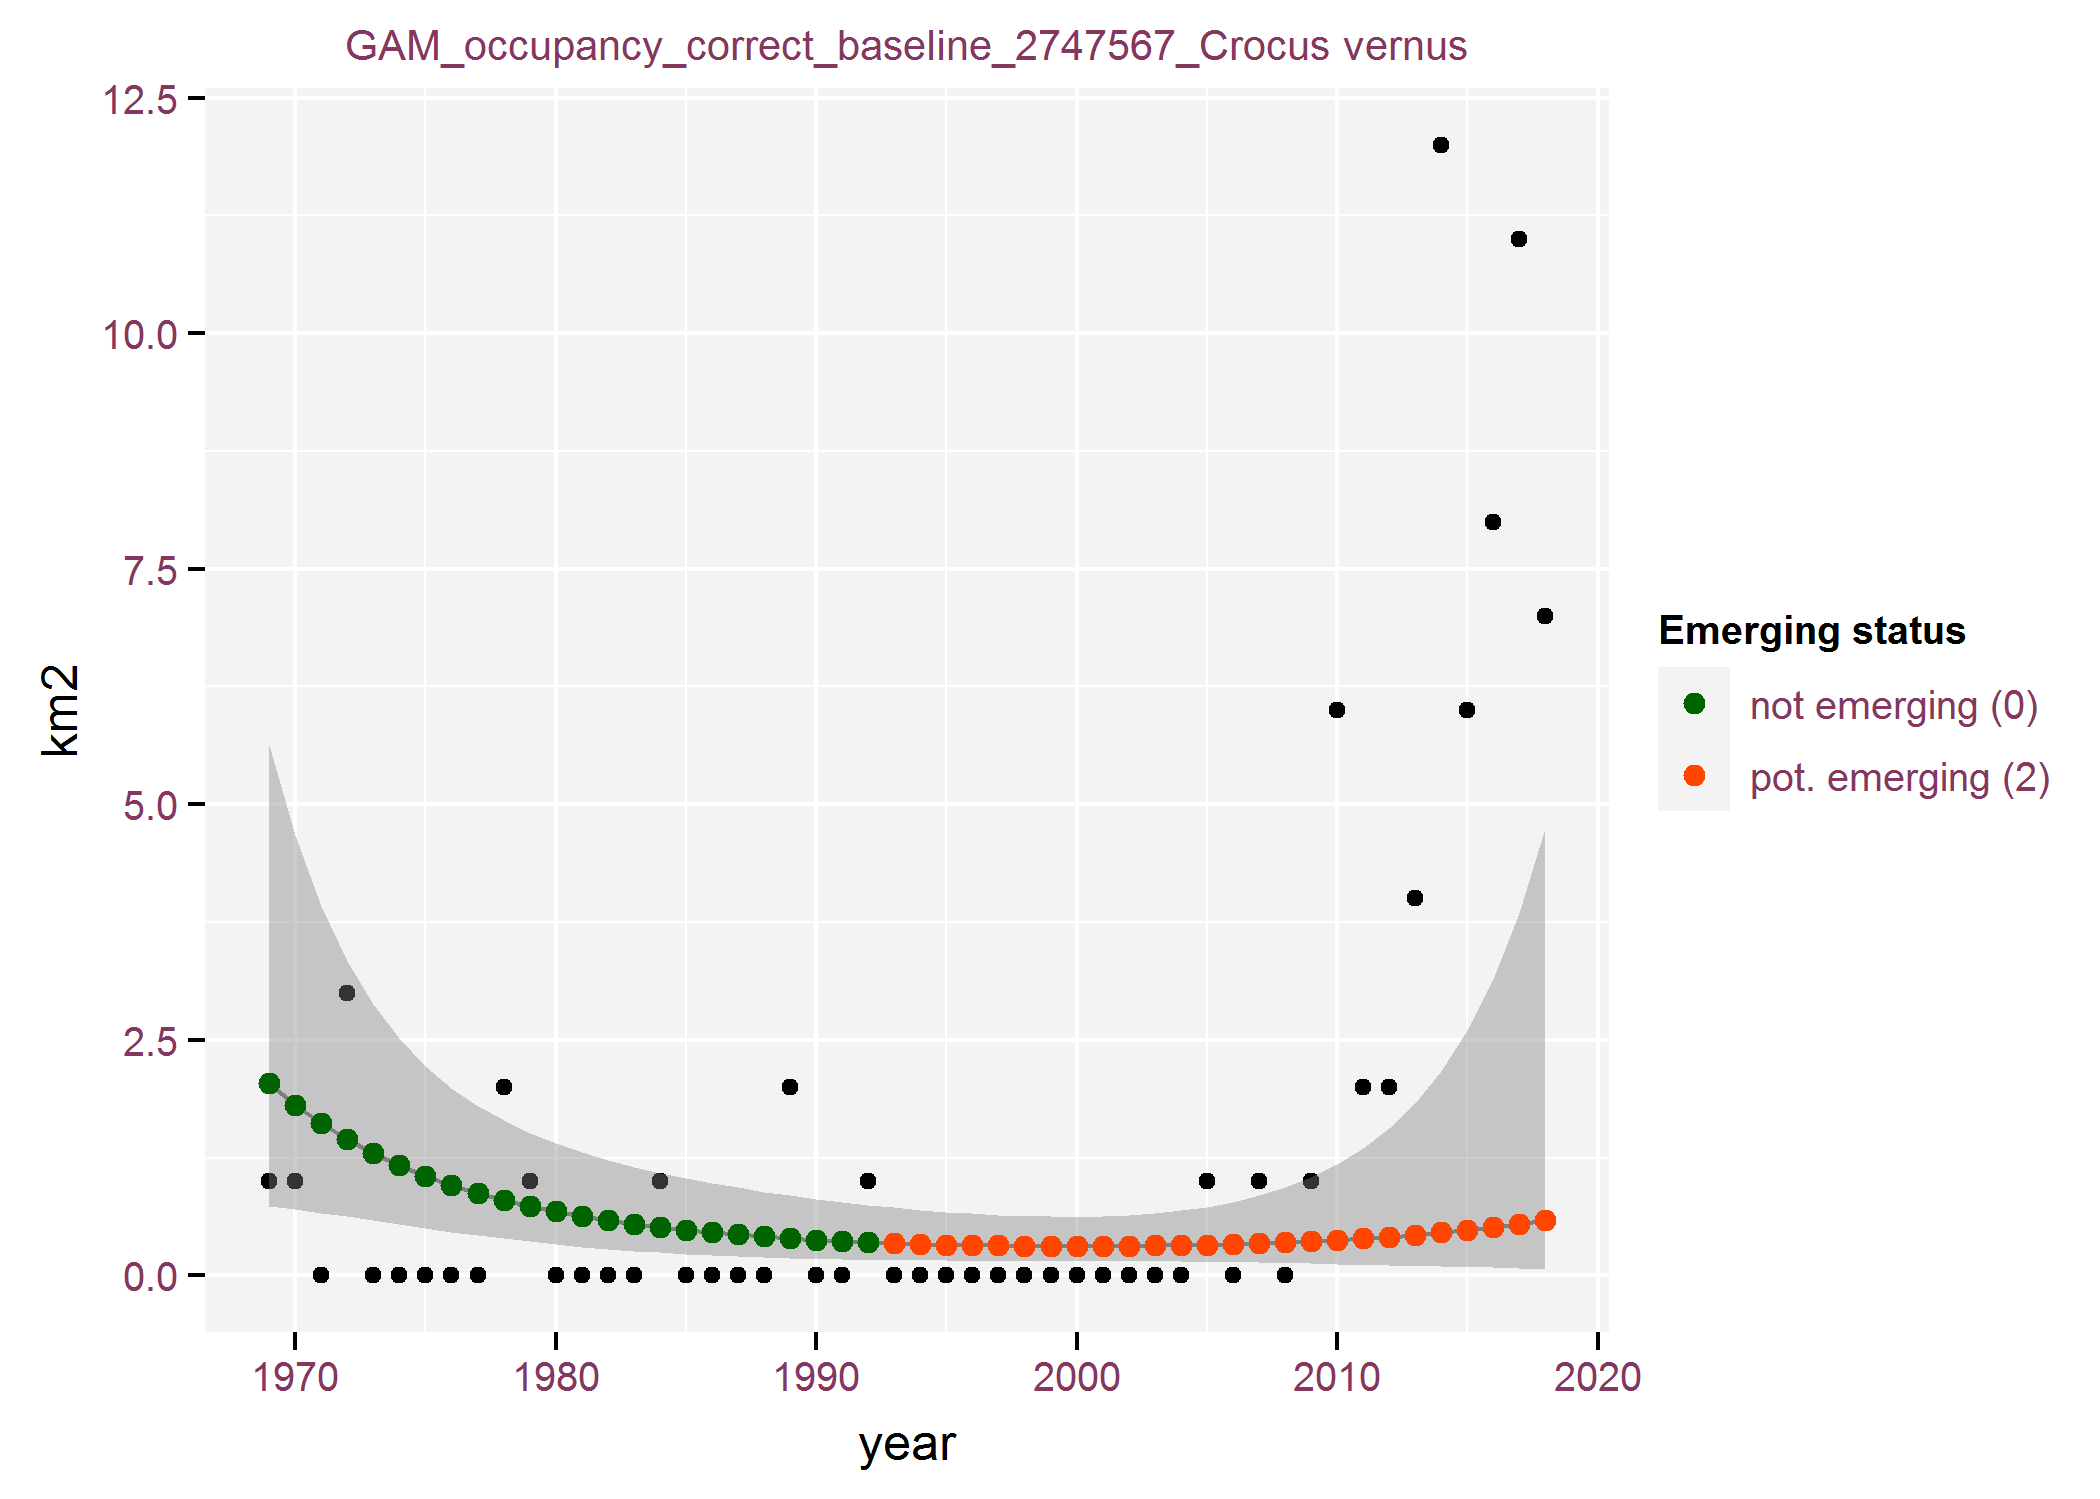 GAM_occupancy_correct_baseline_2747567_Crocus vernus
12.5
10.0
7.5
5.0
2.5
0.0
km2
1970 1980 1990 2000 2010 2020
year
Emerging status
not emerging (0)
pot. emerging (2)